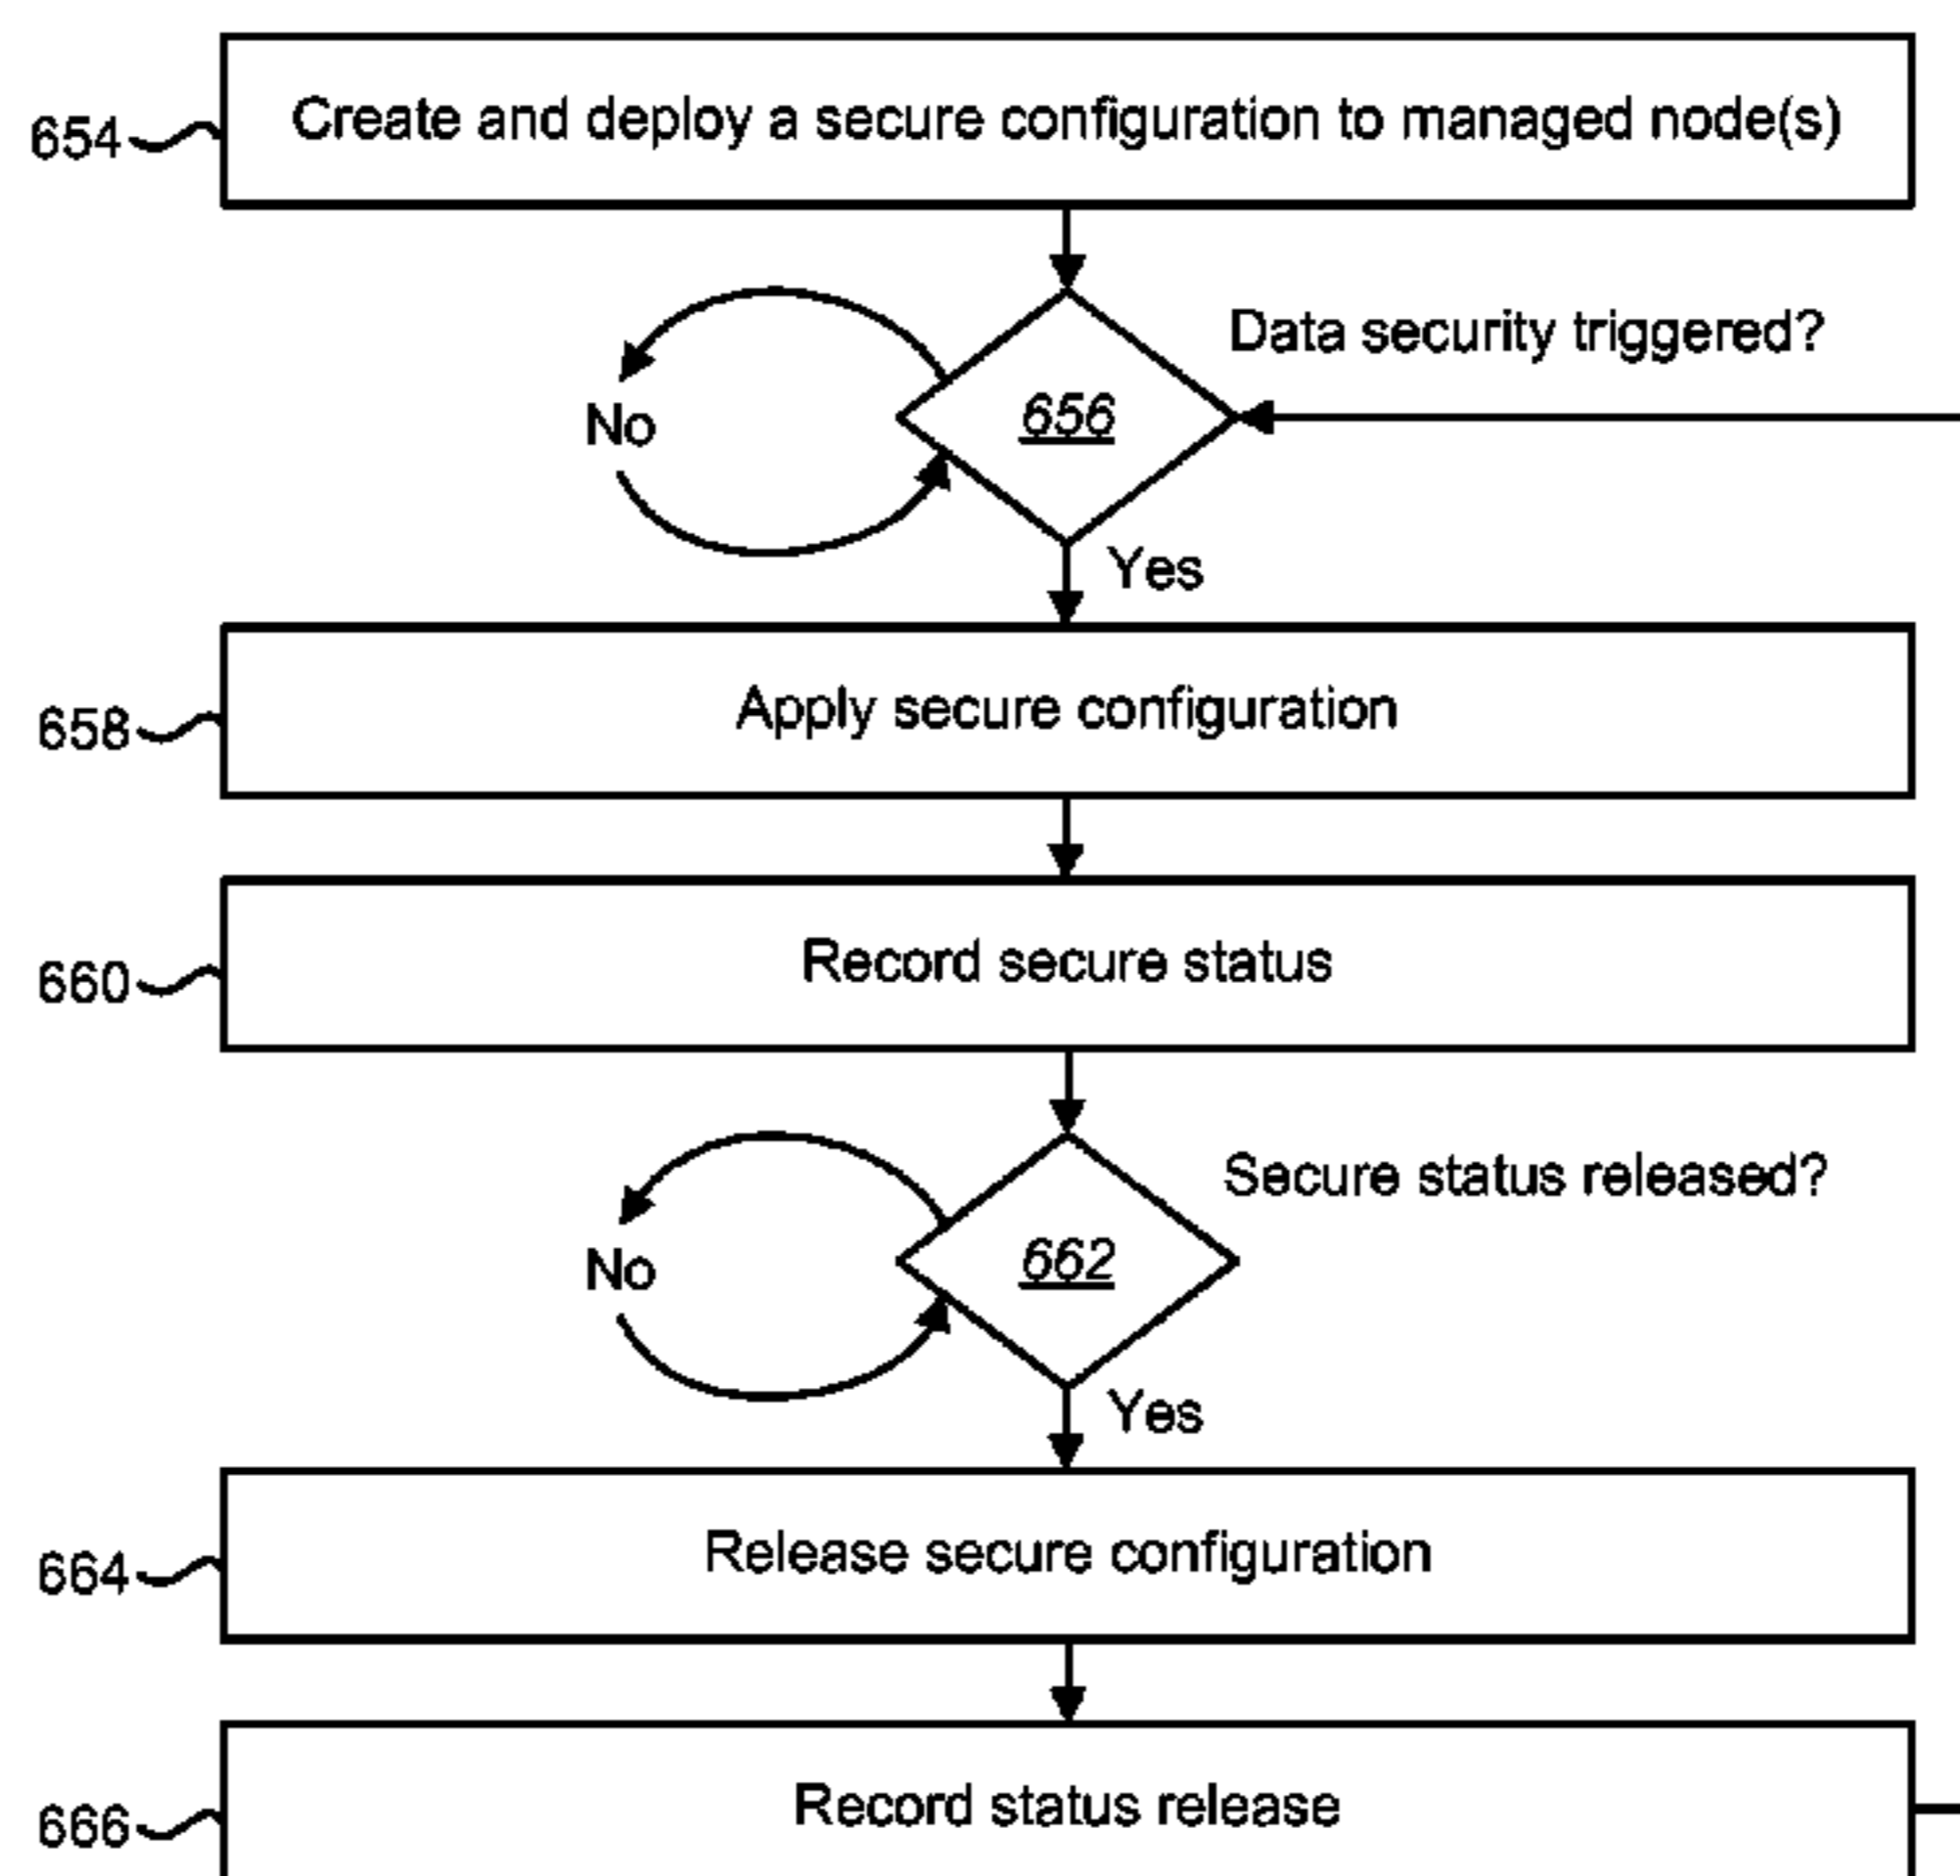 654
Create and deploy a secure configuration to managed node(s)
Data security triggered?
656
No
Yes
658
Apply secure configuration
660
Record secure status
Secure status released?
662
No
Yes
664
Release secure configuration
666
Record status release